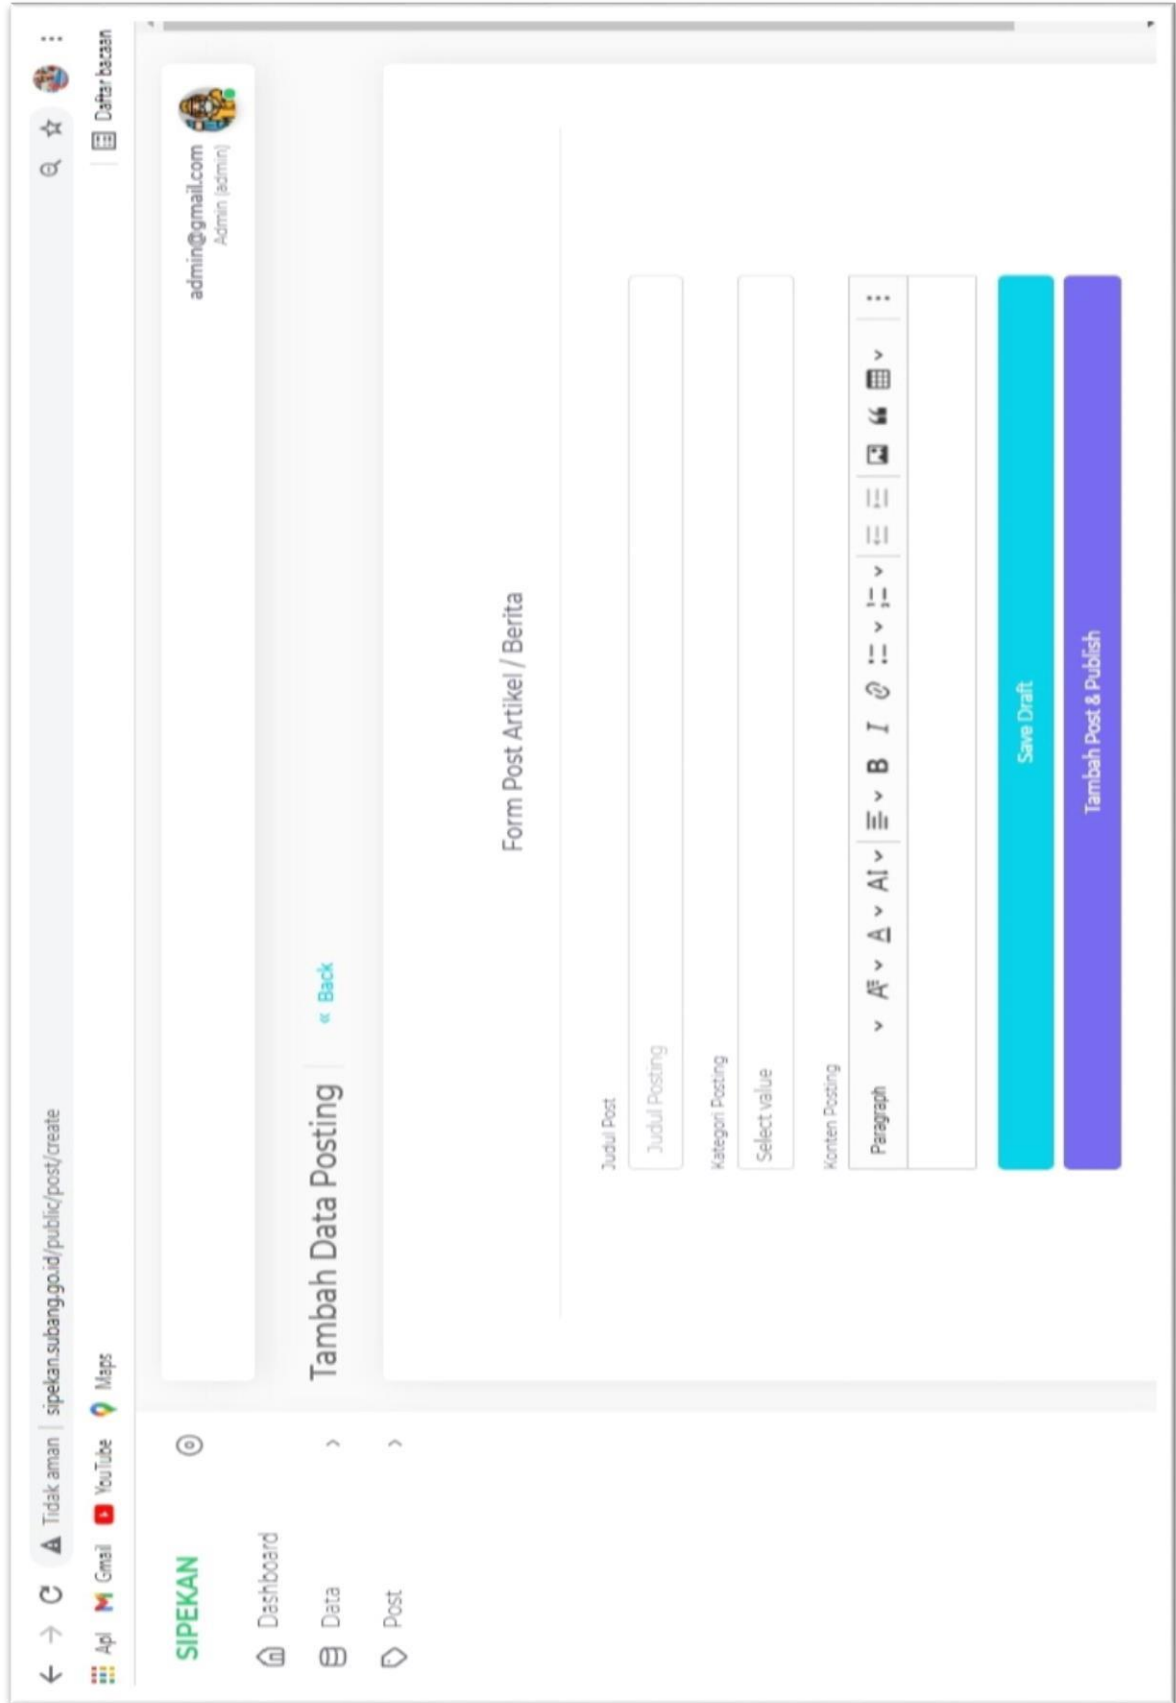 Tidak aman | sipekan.subang.go.id/public/post/create
Apl Gmail YouTube Maps Daftar bacaan
SIPEKAN
Dashboard
Data
Post
admin@gmail.com
Admin (admin)
Tambah Data Posting « Back
Form Post Artikel / Berita
Judul Post
Judul Posting
Kategori Posting
Select value
Konten Posting
Paragraph
Save Draft
Tambah Post & Publish